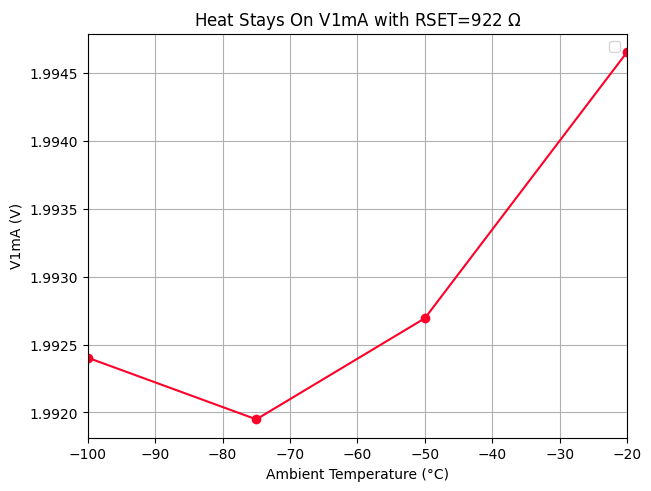 Heat Stays On V1mA with RSET=922 Ω
1.9945
1.9940
1.9935
1.9930
1.9925
1.9920
V1mA (V)
−100 −90 −80 −70 −60 −50 −40 −30 −20
Ambient Temperature (°C)